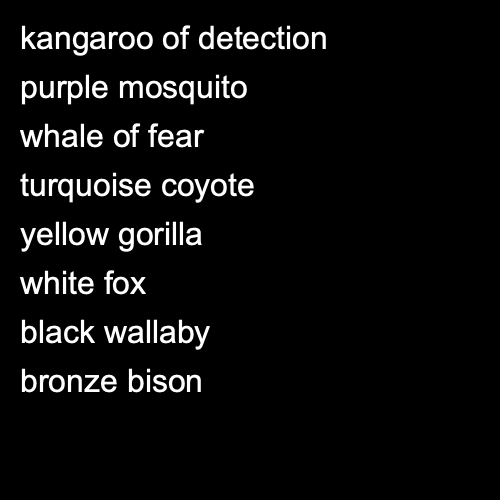 kangaroo of detection
purple mosquito
whale of fear
turquoise coyote
yellow gorilla
white fox
black wallaby
bronze bison